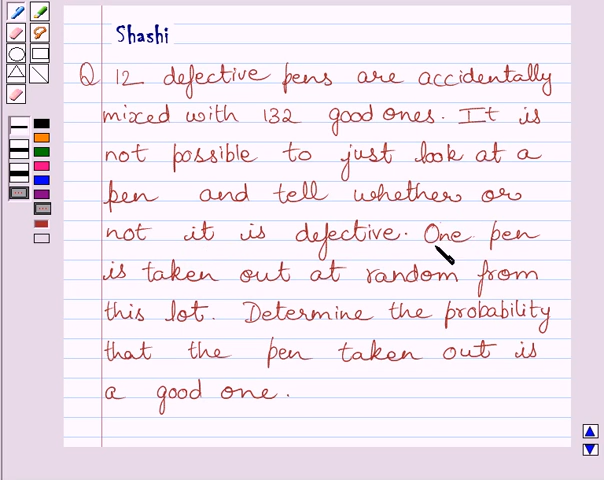 Shashi
Q 12 defective pens are accidentally
mixed with 132 good ones. It is
not possible to just look at a
pen and tell whether or
not it is defective. One pen
is taken out at random from
this lot. Determine the probability
that the pen taken out is
a good one.